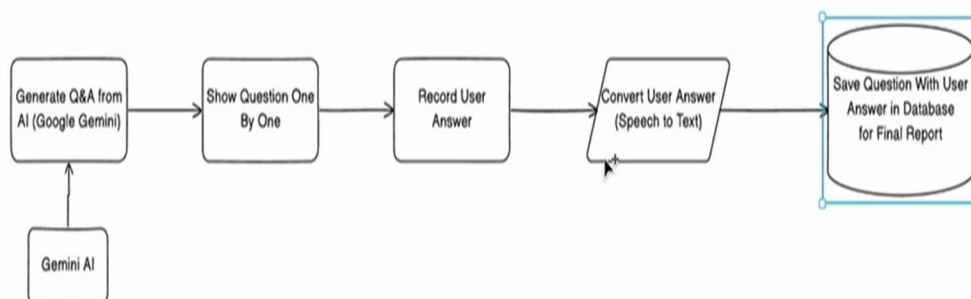 Generate Q&A from
AI (Google Gemini)
Show Question One
By One
Record User
Answer
Convert User Answer
(Speech to Text)
Save Question With User
Answer in Database
for Final Report
Gemini AI